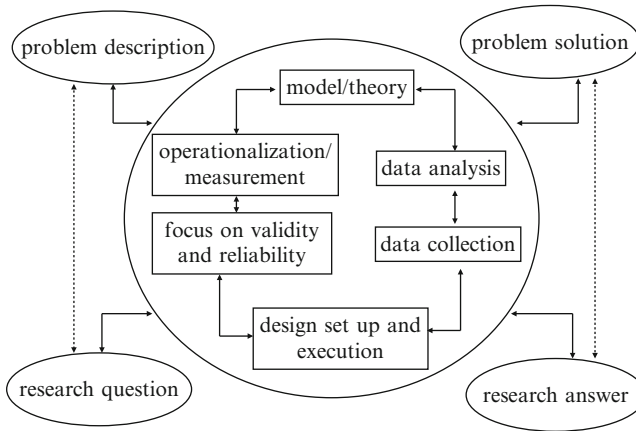 problem description
problem solution
model/theory
operationalization/
measurement
data analysis
focus on validity
and reliability
data collection
design set up and
execution
research question
research answer